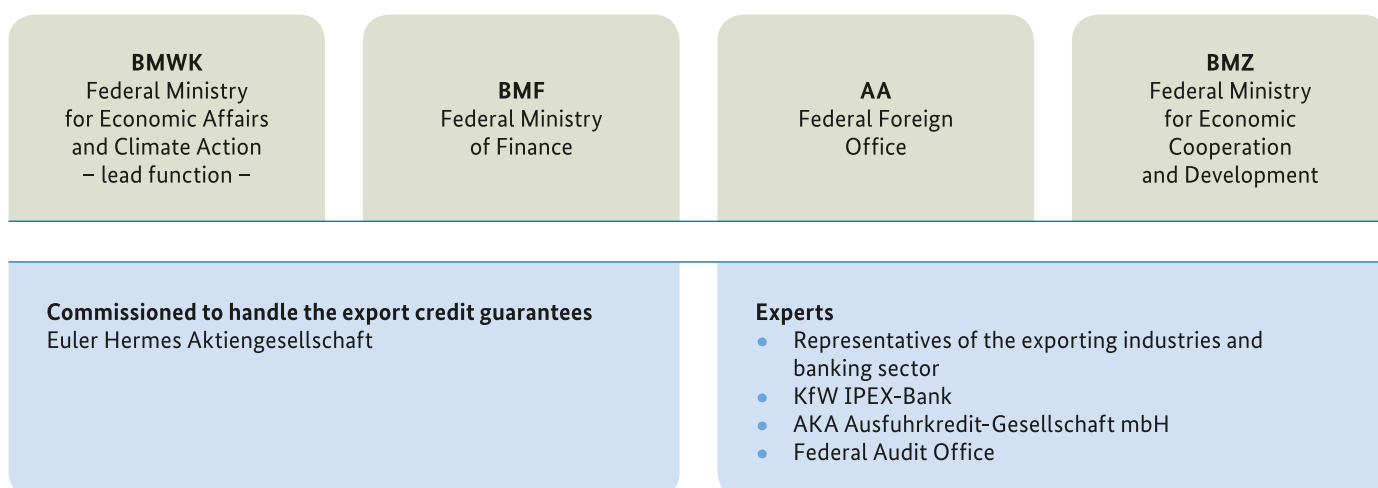 BMWK
Federal Ministry
for Economic Affairs
and Climate Action
– lead function –
BMF
Federal Ministry
of Finance
AA
Federal Foreign
Office
BMZ
Federal Ministry
for Economic
Cooperation
and Development
Commissioned to handle the export credit guarantees
Euler Hermes Aktiengesellschaft
Experts
● Representatives of the exporting industries and
banking sector
● KfW IPEX-Bank
● AKA Ausfuhrkredit-Gesellschaft mbH
● Federal Audit Office